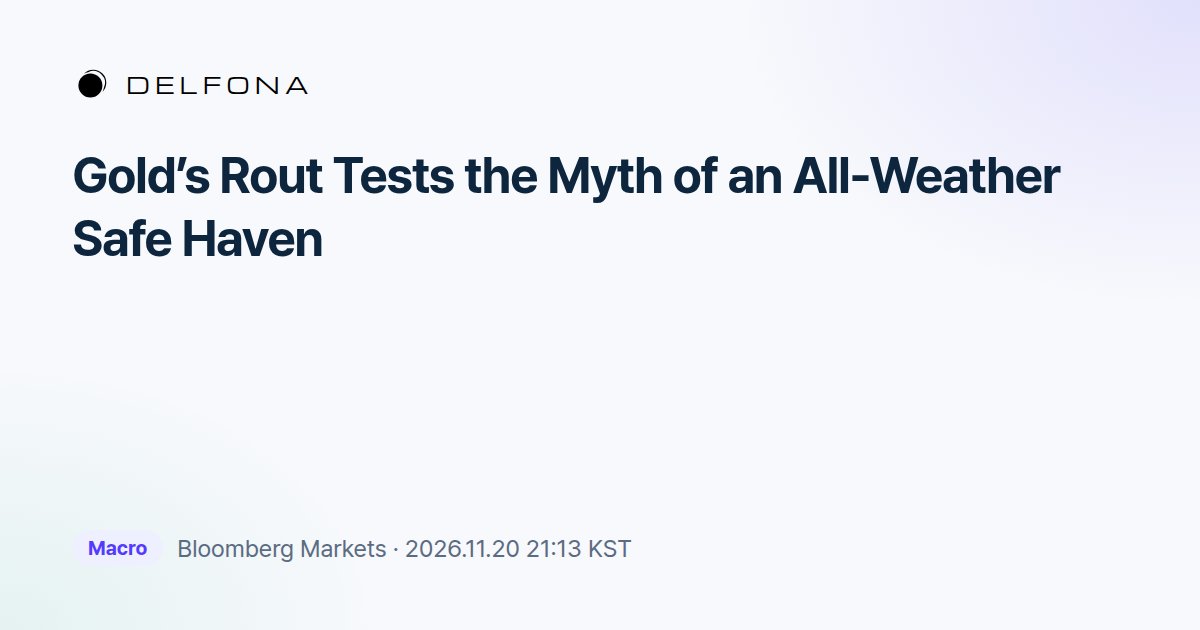 DELFONA
Gold’s Rout Tests the Myth of an All-Weather
Safe Haven
Macro Bloomberg Markets · 2026.11.20 21:13 KST